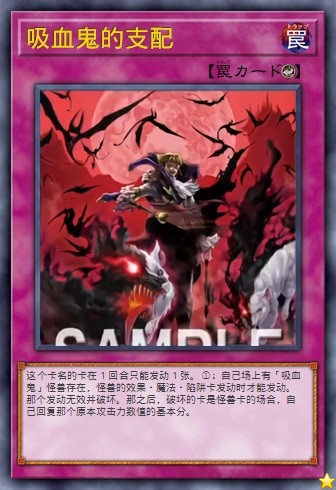 吸血鬼的支配
トラップ
罠
【罠カード】
SAMPLE
这个卡名的卡在１回合只能发动１张。①：自己场上有「吸血
鬼」怪兽存在，怪兽的效果·魔法·陷阱卡发动时才能发动。
那个发动无效并破坏。那之后，破坏的卡是怪兽卡的场合，自
己回复那个原本攻击力数值的基本分。